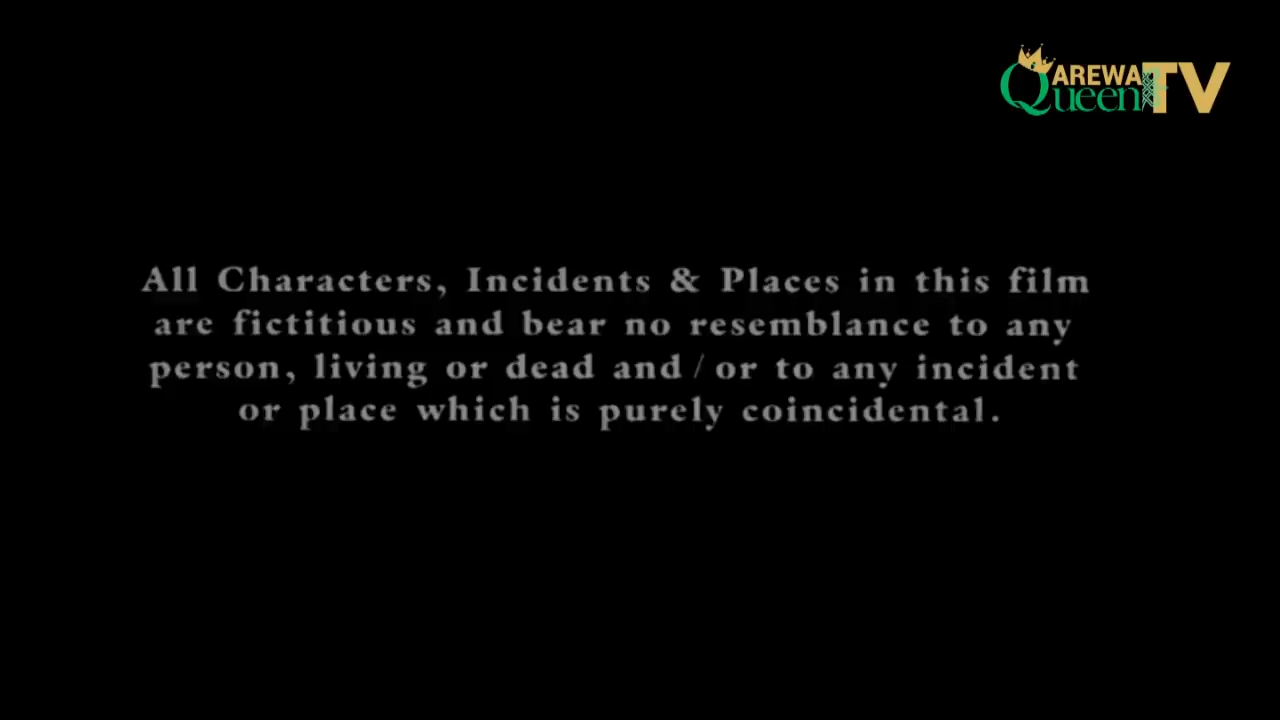 AREWA
Queen TV
All Characters, Incidents & Places in this film
are fictitious and bear no resemblance to any
person, living or dead and/or to any incident
or place which is purely coincidental.